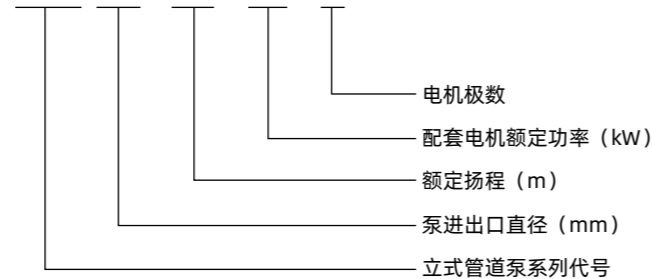 电机极数
配套电机额定功率（kW）
额定扬程（m）
泵进出口直径（mm）
立式管道泵系列代号